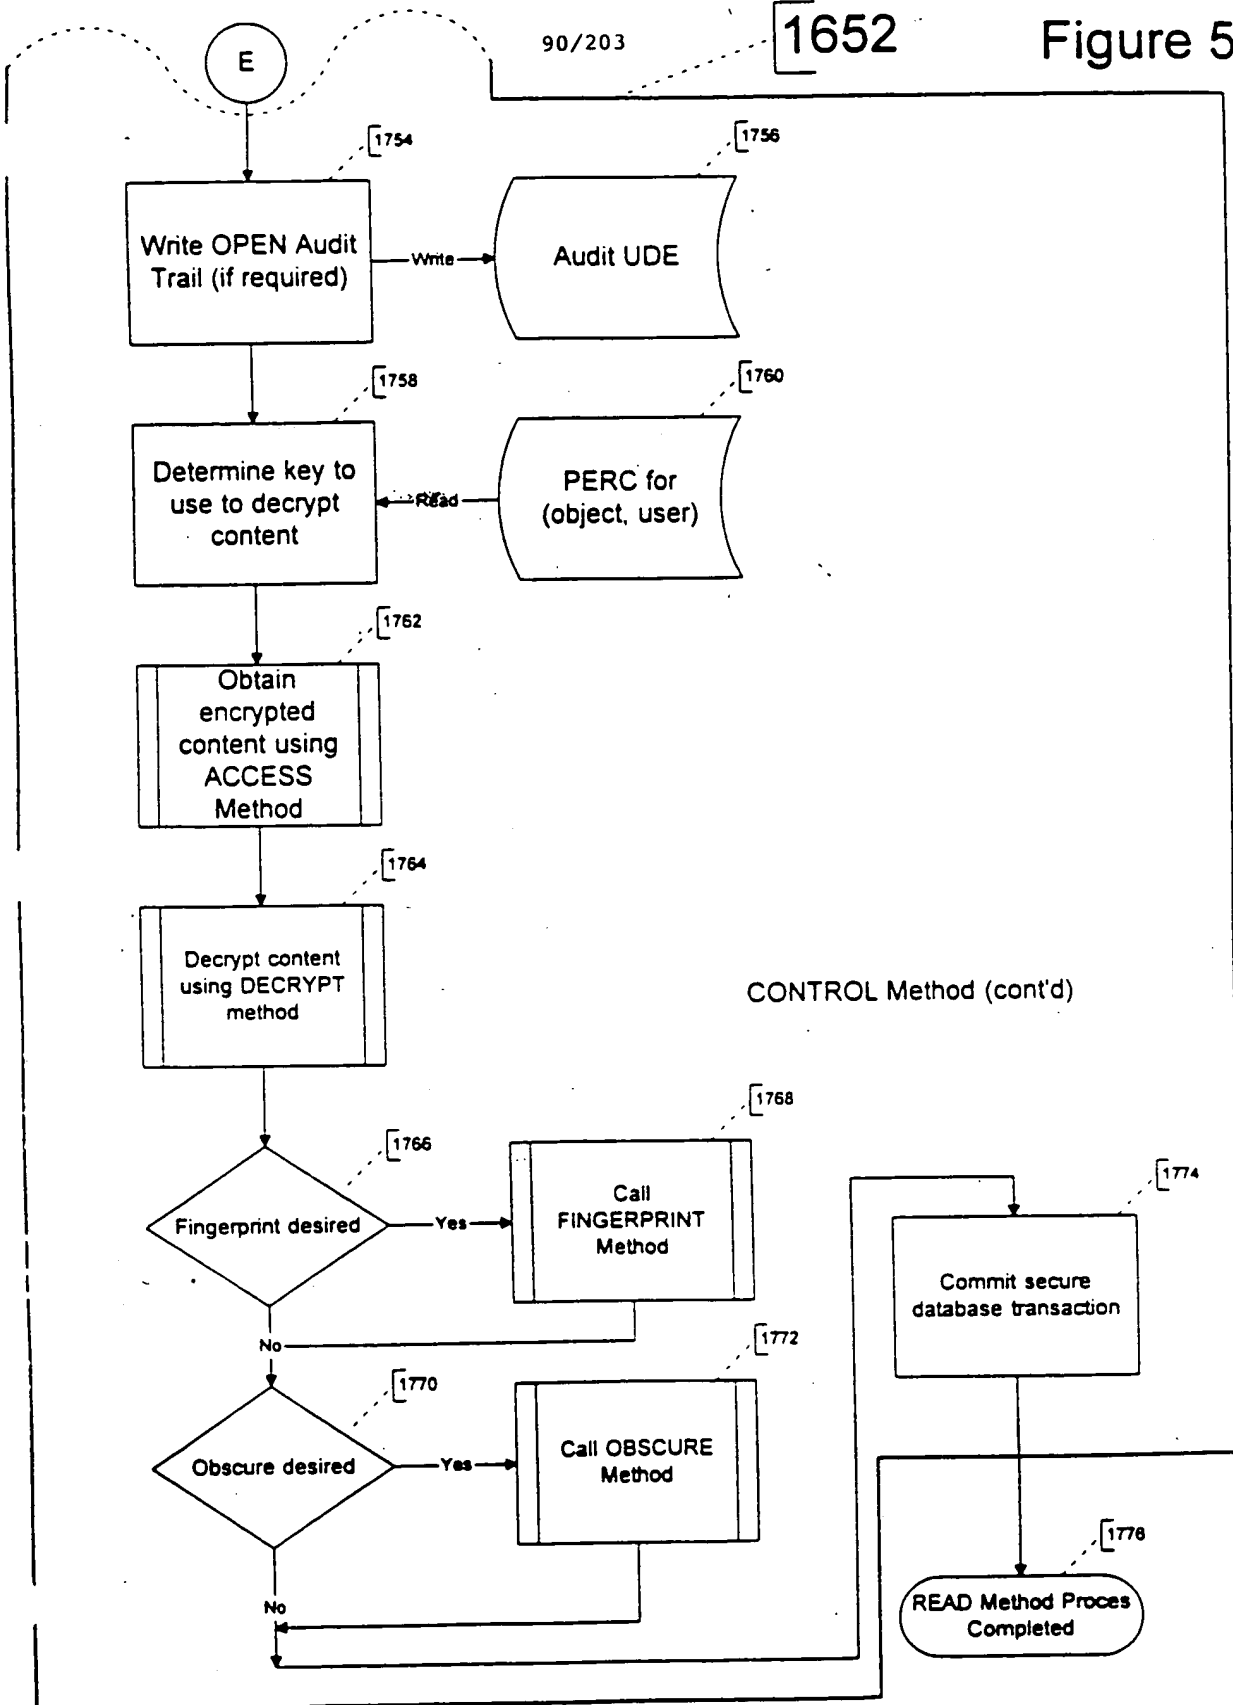 E
90/203
1652
Figure 5
1754
1756
Write OPEN Audit
Trail (if required)
Write
Audit UDE
1758
1760
Determine key to
use to decrypt
content
Read
PERC for
(object, user)
1762
Obtain
encrypted
content using
ACCESS
Method
1764
Decrypt content
using DECRYPT
method
CONTROL Method (cont'd)
1766
1768
Fingerprint desired
Yes
Call
FINGERPRINT
Method
1774
Commit secure
database transaction
No
1770
1772
Obscure desired
Yes
Call OBSCURE
Method
No
1776
READ Method Proces
Completed